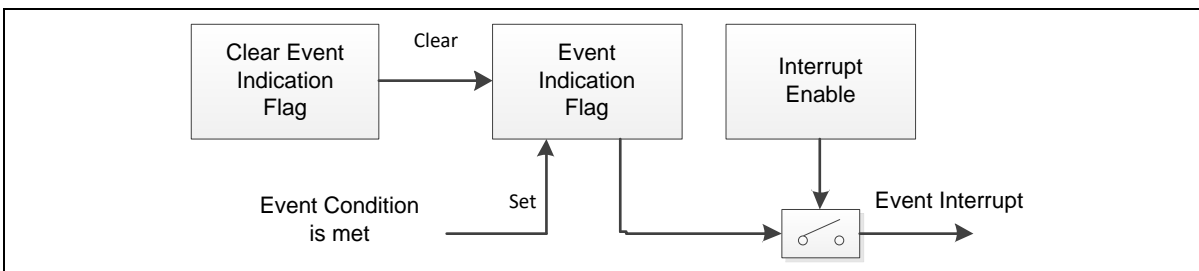 Clear Event
Indication
Flag
Clear
Event
Indication
Flag
Interrupt
Enable
Event Condition
is met
Set
Event Interrupt